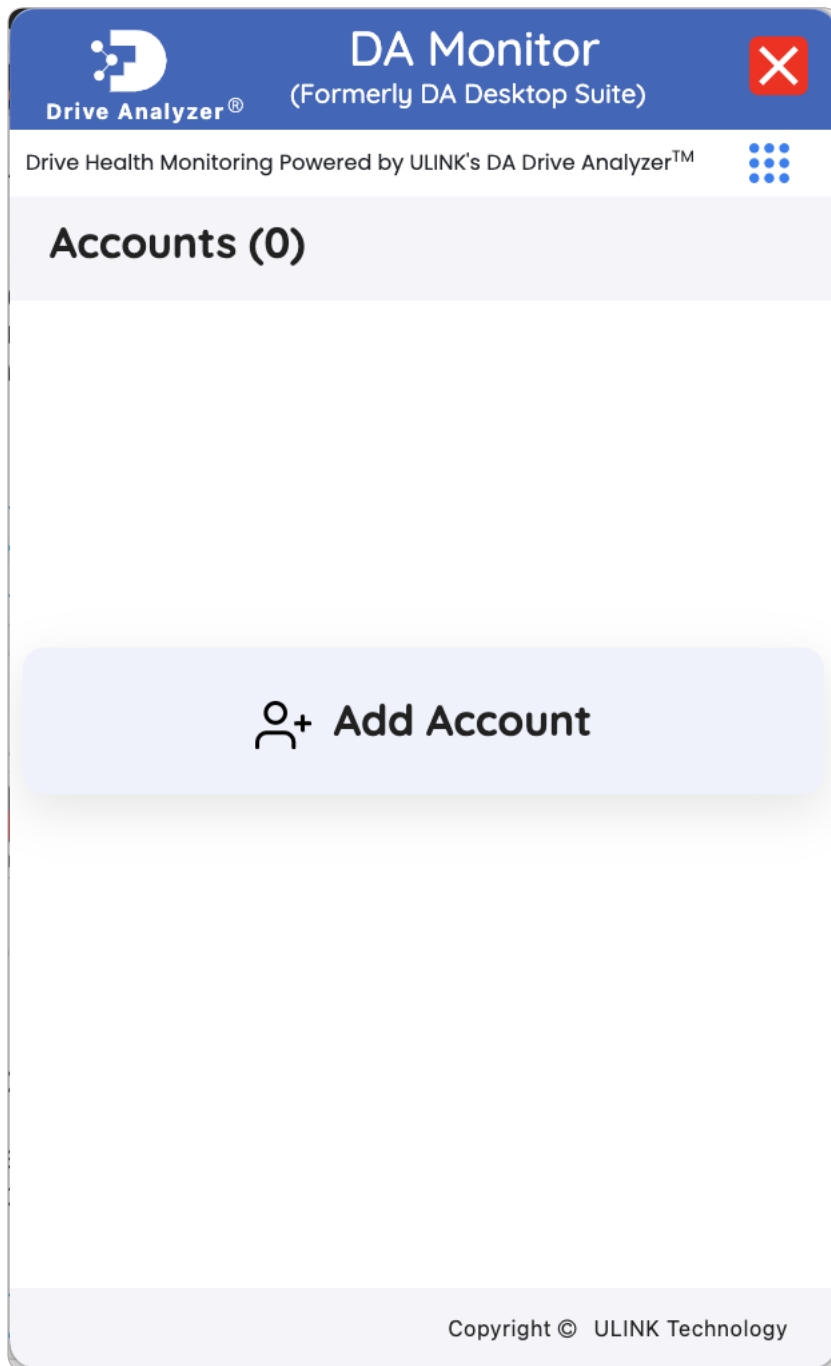 DA Monitor
(Formerly DA Desktop Suite)
Drive Analyzer®
Drive Health Monitoring Powered by ULINK's DA Drive Analyzer™
Accounts (0)
Add Account
Copyright © ULINK Technology